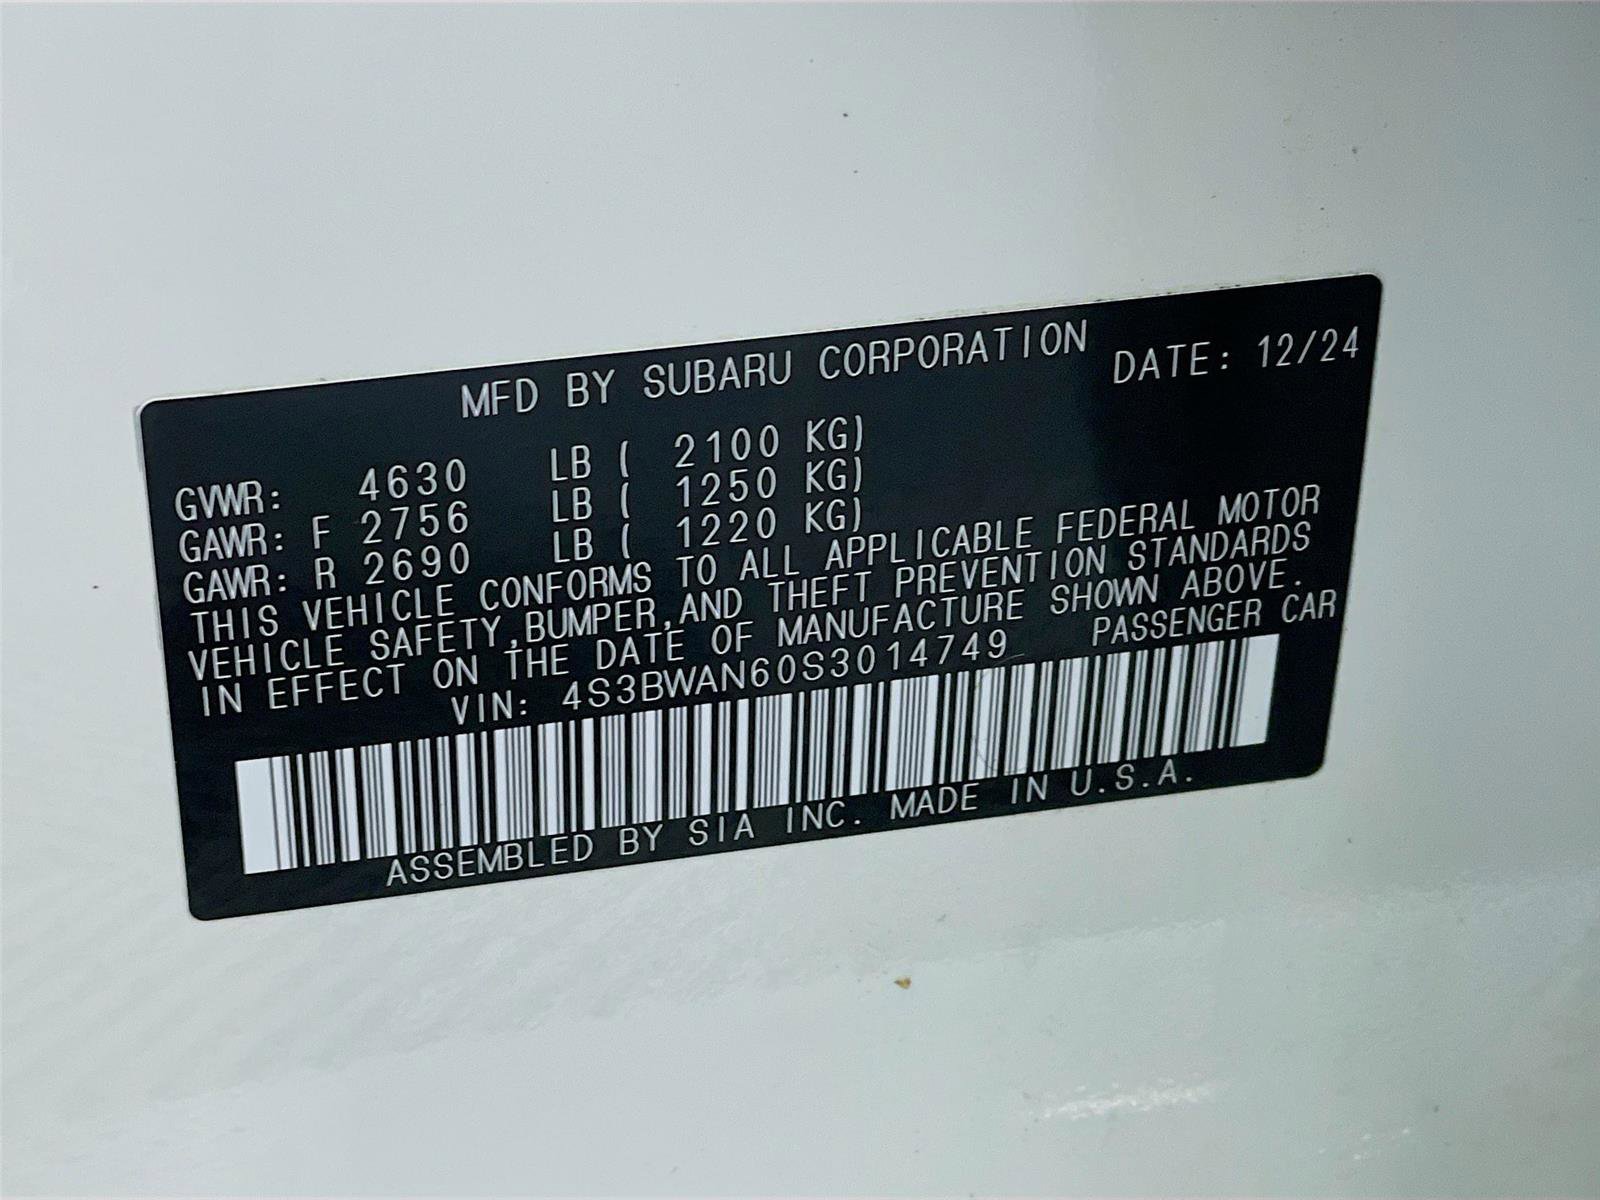 MFD BY SUBARU CORPORATION DATE: 12/24
GVWR: 4630 LB ( 2100 KG)
GAWR: F 2756 LB ( 1250 KG)
GAWR: R 2690 LB ( 1220 KG)
THIS VEHICLE CONFORMS TO ALL APPLICABLE FEDERAL MOTOR
VEHICLE SAFETY,BUMPER,AND THEFT PREVENTION STANDARDS
IN EFFECT ON THE DATE OF MANUFACTURE SHOWN ABOVE.
VIN: 4S3BWAN60S3014749 PASSENGER CAR
ASSEMBLED BY SIA INC. MADE IN U.S.A.